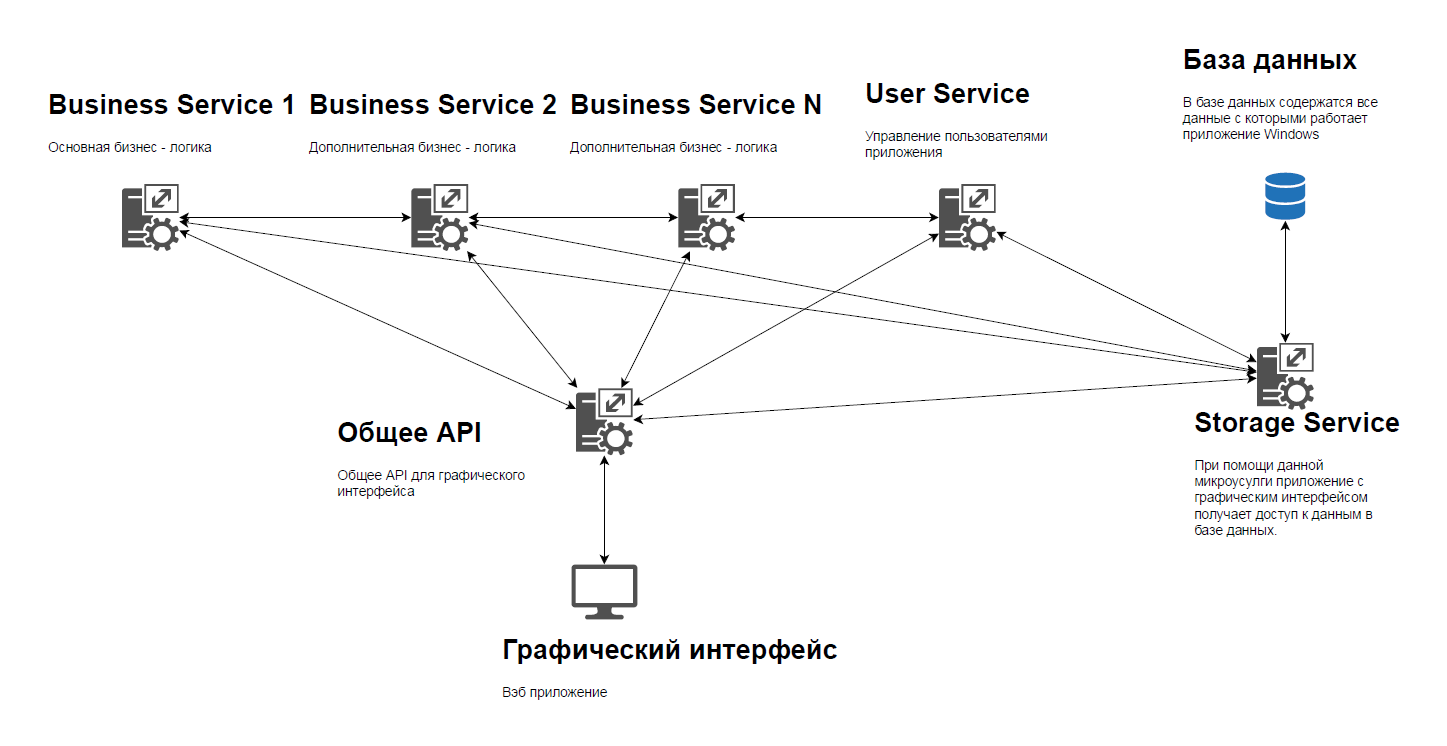 База данных
В базе данных содержатся все
данные с которыми работает
приложение Windows
Business Service 1
Основная бизнес - логика
Business Service 2
Дополнительная бизнес - логика
Business Service N
Дополнительная бизнес - логика
User Service
Управление пользователями
приложения
Общее API
Общее API для графического
интерфейса
Storage Service
При помощи данной
микроусулги приложение с
графическим интерфейсом
получает доступ к данным в
базе данных.
Графический интерфейс
Вэб приложение